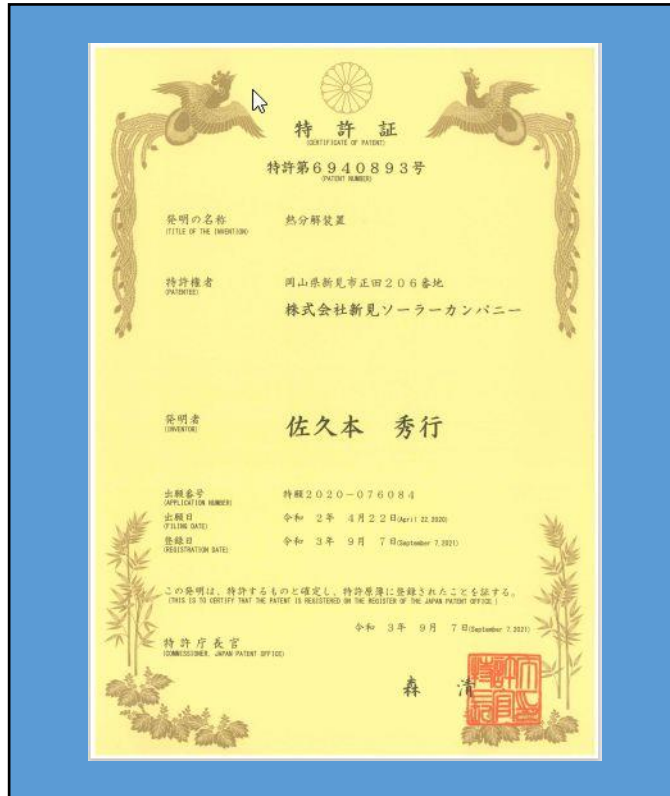 特許証
(CERTIFICATE OF PATENT)
特許第6940893号
(PATENT NUMBER)
発明の名称 熱分解装置
(TITLE OF THE INVENTION)
特許権者 岡山県新見市正田206番地
(PATENTEE)
株式会社新見ソーラーカンパニー
発明者 佐久本 秀行
(INVENTOR)
出願番号 特願2020-076084
(APPLICATION NUMBER)
出願日 令和 2年 4月22日(April 22,2020)
(FILING DATE)
登録日 令和 3年 9月 7日(September 7,2021)
(REGISTRATION DATE)
この発明は、特許するものと確定し、特許原簿に登録されたことを証する。
(THIS IS TO CERTIFY THAT THE PATENT IS REGISTERED ON THE REGISTER OF THE JAPAN PATENT OFFICE.)
令和 3年 9月 7日(September 7,2021)
特許庁長官
(COMMISSIONER, JAPAN PATENT OFFICE)
森 清